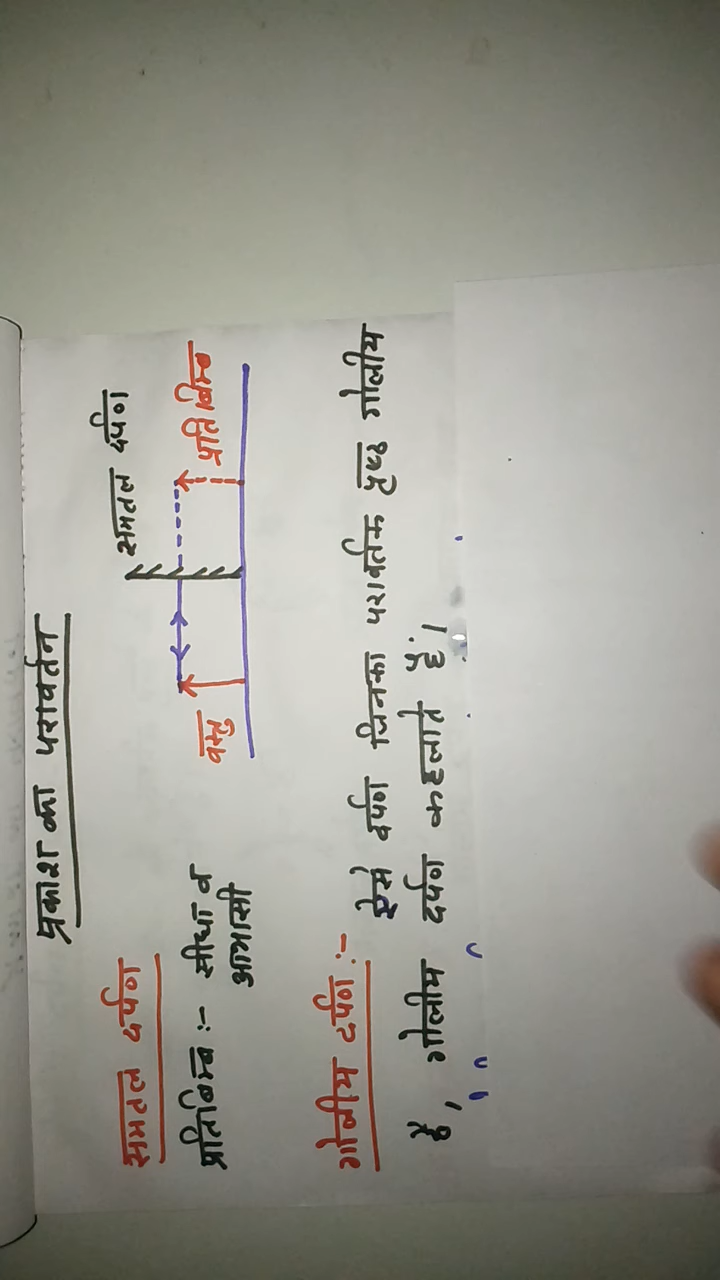 प्रकाश का परावर्तन
समतल दर्पण
समतल दर्पण
प्रतिबिम्ब :- सीधा व
आभासी
वस्तु
प्रतिबिम्ब
गोलीय दर्पण :-
ऐसे दर्पण जिनका परावर्तक पृष्ठ गोलीय
है, गोलीय दर्पण कहलाते हैं।